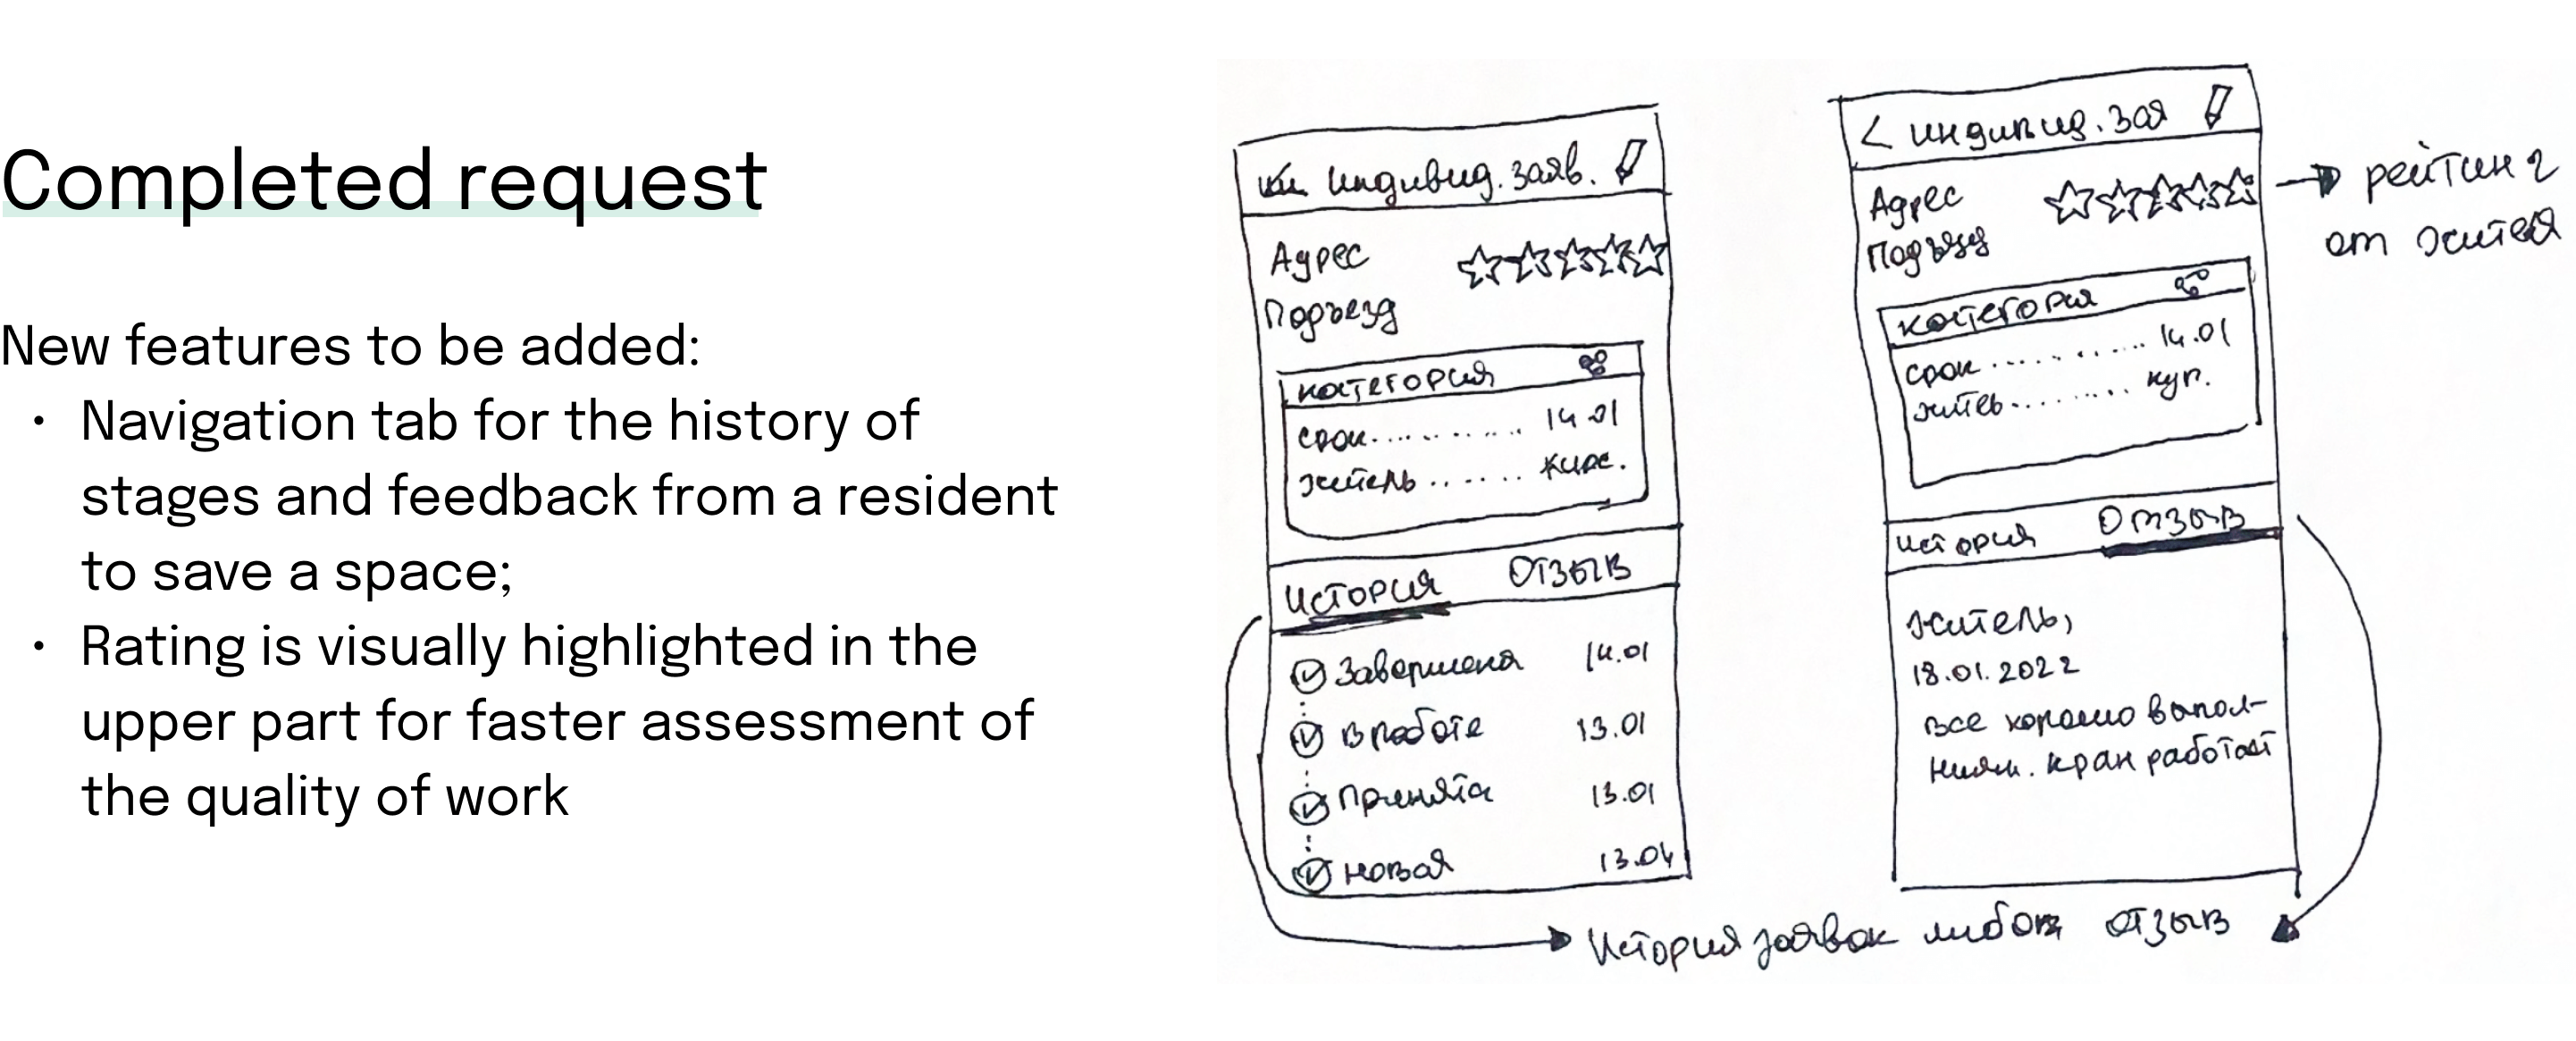 Completed request
New features to be added:
• Navigation tab for the history of
stages and feedback from a resident
to save a space;
• Rating is visually highlighted in the
upper part for faster assessment of
the quality of work
Индивид. заяв.
Адрес
Подъезд
категория
срок............ 14.01
житель ......
История ОТЗЫВ
Завершена 14.01
В работе 13.01
Принята 13.01
новая 13.01
< индивид. зая
Адрес
Подъезд
категория
срок ........... 14.01
......... куп.
история ОТЗЫВ
житель,
18.01.2022
все хорошо выпол-
кран работает
рейтинг
от жителя
История заявок либо ОТЗЫВ